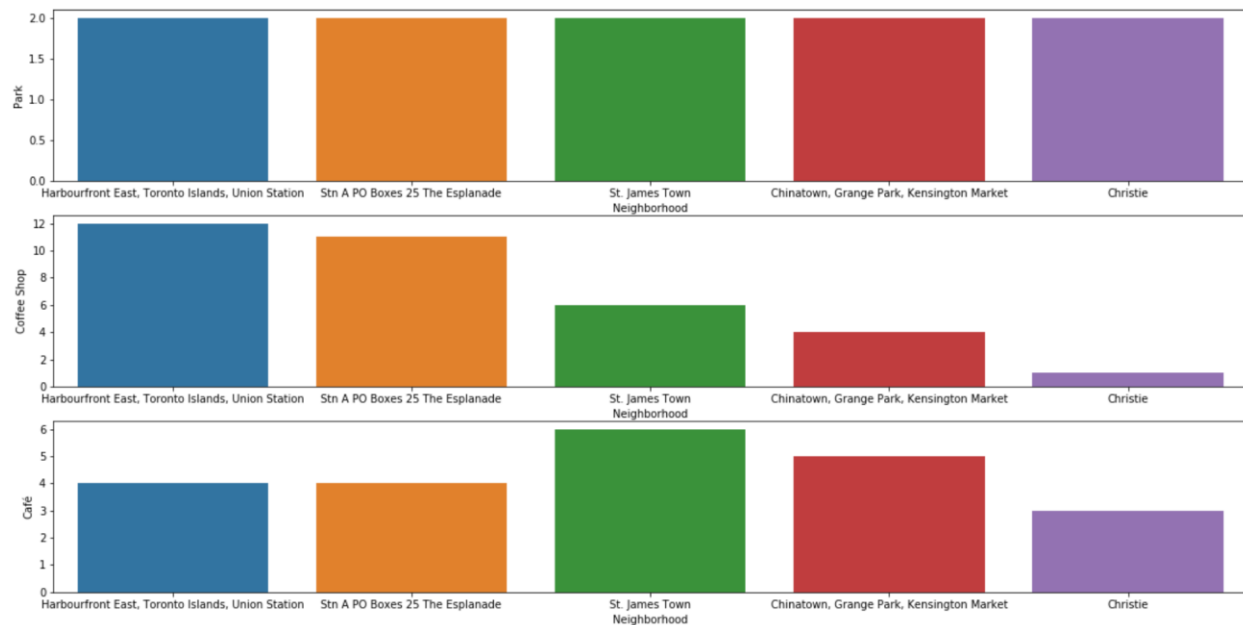 2.0
1.5
1.0
0.5
0.0
Park
Harbourfront East, Toronto Islands, Union Station Stn A PO Boxes 25 The Esplanade St. James Town Chinatown, Grange Park, Kensington Market Christie
Neighborhood
12
10
8
6
4
2
0
Coffee Shop
Harbourfront East, Toronto Islands, Union Station Stn A PO Boxes 25 The Esplanade St. James Town Chinatown, Grange Park, Kensington Market Christie
Neighborhood
6
5
4
3
2
1
0
Café
Harbourfront East, Toronto Islands, Union Station Stn A PO Boxes 25 The Esplanade St. James Town Chinatown, Grange Park, Kensington Market Christie
Neighborhood